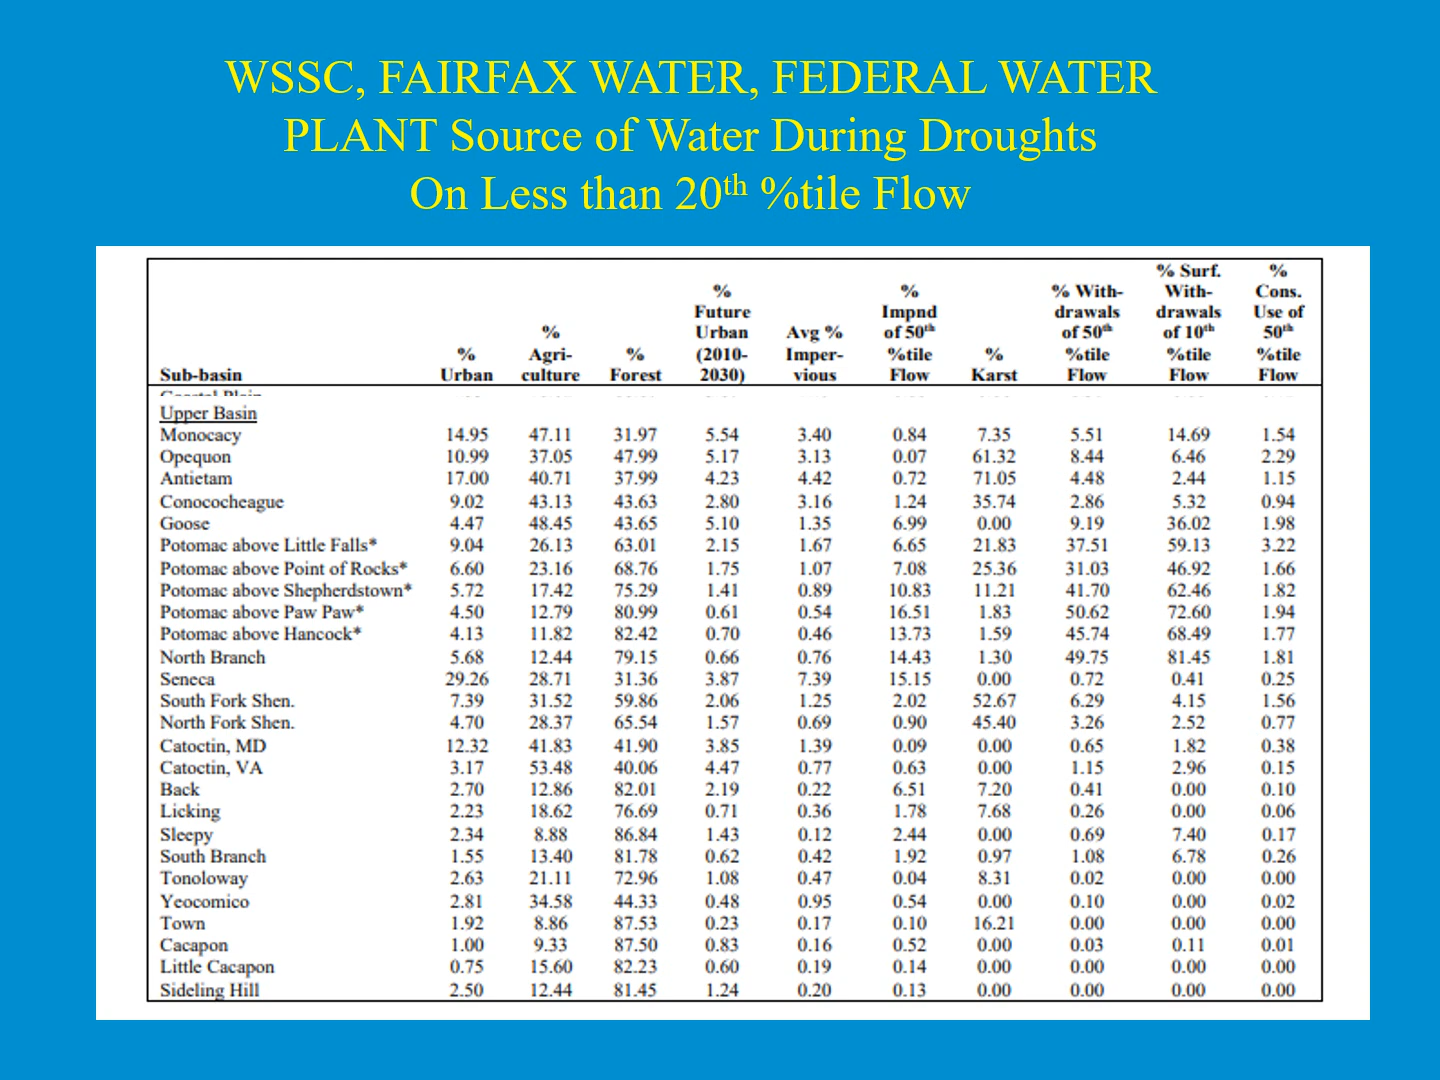 WSSC, FAIRFAX WATER, FEDERAL WATER
PLANT Source of Water During Droughts
On Less than 20th %tile Flow
Sub-basin % Urban % Agri-culture % Forest % Future Urban (2010-2030) Avg % Imper-vious % Impnd of 50th %tile Flow % Karst % With-drawals of 50th %tile Flow % Surf. With-drawals of 10th %tile Flow % Cons. Use of 50th %tile Flow
Upper Basin
Monocacy 14.95 47.11 31.97 5.54 3.40 0.84 7.35 5.51 14.69 1.54
Opequon 10.99 37.05 47.99 5.17 3.13 0.07 61.32 8.44 6.46 2.29
Antietam 17.00 40.71 37.99 4.23 4.42 0.72 71.05 4.48 2.44 1.15
Conococheague 9.02 43.13 43.63 2.80 3.16 1.24 35.74 2.86 5.32 0.94
Goose 4.47 48.45 43.65 5.10 1.35 6.99 0.00 9.19 36.02 1.98
Potomac above Little Falls* 9.04 26.13 63.01 2.15 1.67 6.65 21.83 37.51 59.13 3.22
Potomac above Point of Rocks* 6.60 23.16 68.76 1.75 1.07 7.08 25.36 31.03 46.92 1.66
Potomac above Shepherdstown* 5.72 17.42 75.29 1.41 0.89 10.83 11.21 41.70 62.46 1.82
Potomac above Paw Paw* 4.50 12.79 80.99 0.61 0.54 16.51 1.83 50.62 72.60 1.94
Potomac above Hancock* 4.13 11.82 82.42 0.70 0.46 13.73 1.59 45.74 68.49 1.77
North Branch 5.68 12.44 79.15 0.66 0.76 14.43 1.30 49.75 81.45 1.81
Seneca 29.26 28.71 31.36 3.87 7.39 15.15 0.00 0.72 0.41 0.25
South Fork Shen. 7.39 31.52 59.86 2.06 1.25 2.02 52.67 6.29 4.15 1.56
North Fork Shen. 4.70 28.37 65.54 1.57 0.69 0.90 45.40 3.26 2.52 0.77
Catoctin, MD 12.32 41.83 41.90 3.85 1.39 0.09 0.00 0.65 1.82 0.38
Catoctin, VA 3.17 53.48 40.06 4.47 0.77 0.63 0.00 1.15 2.96 0.15
Back 2.70 12.86 82.01 2.19 0.22 6.51 7.20 0.41 0.00 0.10
Licking 2.23 18.62 76.69 0.71 0.36 1.78 7.68 0.26 0.00 0.06
Sleepy 2.34 8.88 86.84 1.43 0.12 2.44 0.00 0.69 7.40 0.17
South Branch 1.55 13.40 81.78 0.62 0.42 1.92 0.97 1.08 6.78 0.26
Tonoloway 2.63 21.11 72.96 1.08 0.47 0.04 8.31 0.02 0.00 0.00
Yeocomico 2.81 34.58 44.33 0.48 0.95 0.54 0.00 0.10 0.00 0.02
Town 1.92 8.86 87.53 0.23 0.17 0.10 16.21 0.00 0.00 0.00
Cacapon 1.00 9.33 87.50 0.83 0.16 0.52 0.00 0.03 0.11 0.01
Little Cacapon 0.75 15.60 82.23 0.60 0.19 0.14 0.00 0.00 0.00 0.00
Sideling Hill 2.50 12.44 81.45 1.24 0.20 0.13 0.00 0.00 0.00 0.00